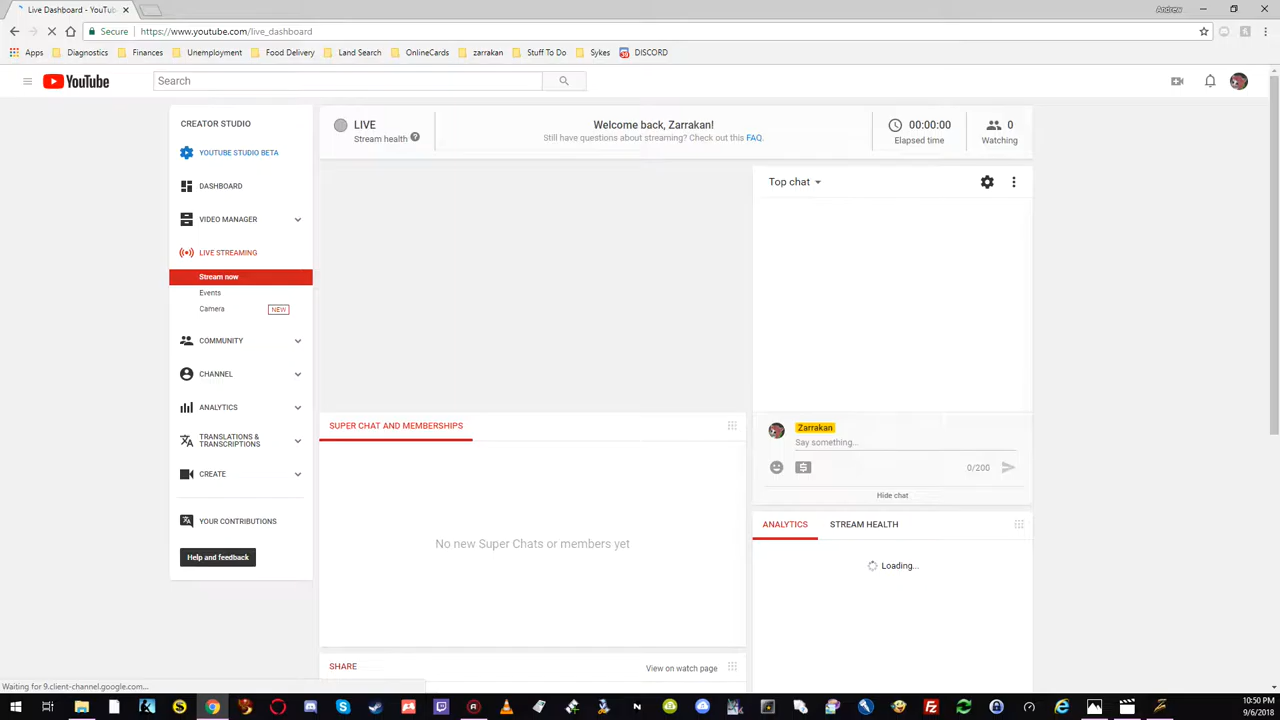 Live Dashboard - YouTub
Andrew
Secure
https://www.youtube.com/live_dashboard
Apps
Diagnostics
Finances
Unemployment
Food Delivery
Land Search
OnlineCards
zarrakan
Stuff To Do
Sykes
DISCORD
YouTube
Search
CREATOR STUDIO
YOUTUBE STUDIO BETA
DASHBOARD
VIDEO MANAGER
LIVE STREAMING
Stream now
Events
Camera
NEW
COMMUNITY
CHANNEL
ANALYTICS
TRANSLATIONS &
TRANSCRIPTIONS
CREATE
YOUR CONTRIBUTIONS
Help and feedback
LIVE
Stream health
Welcome back, Zarrakan!
Still have questions about streaming? Check out this FAQ.
00:00:00
Elapsed time
0
Watching
Top chat
SUPER CHAT AND MEMBERSHIPS
No new Super Chats or members yet
Zarrakan
Say something...
0/200
Hide chat
ANALYTICS
STREAM HEALTH
Loading...
SHARE
View on watch page
Waiting for 9.client-channel.google.com...
10:50 PM
9/6/2018